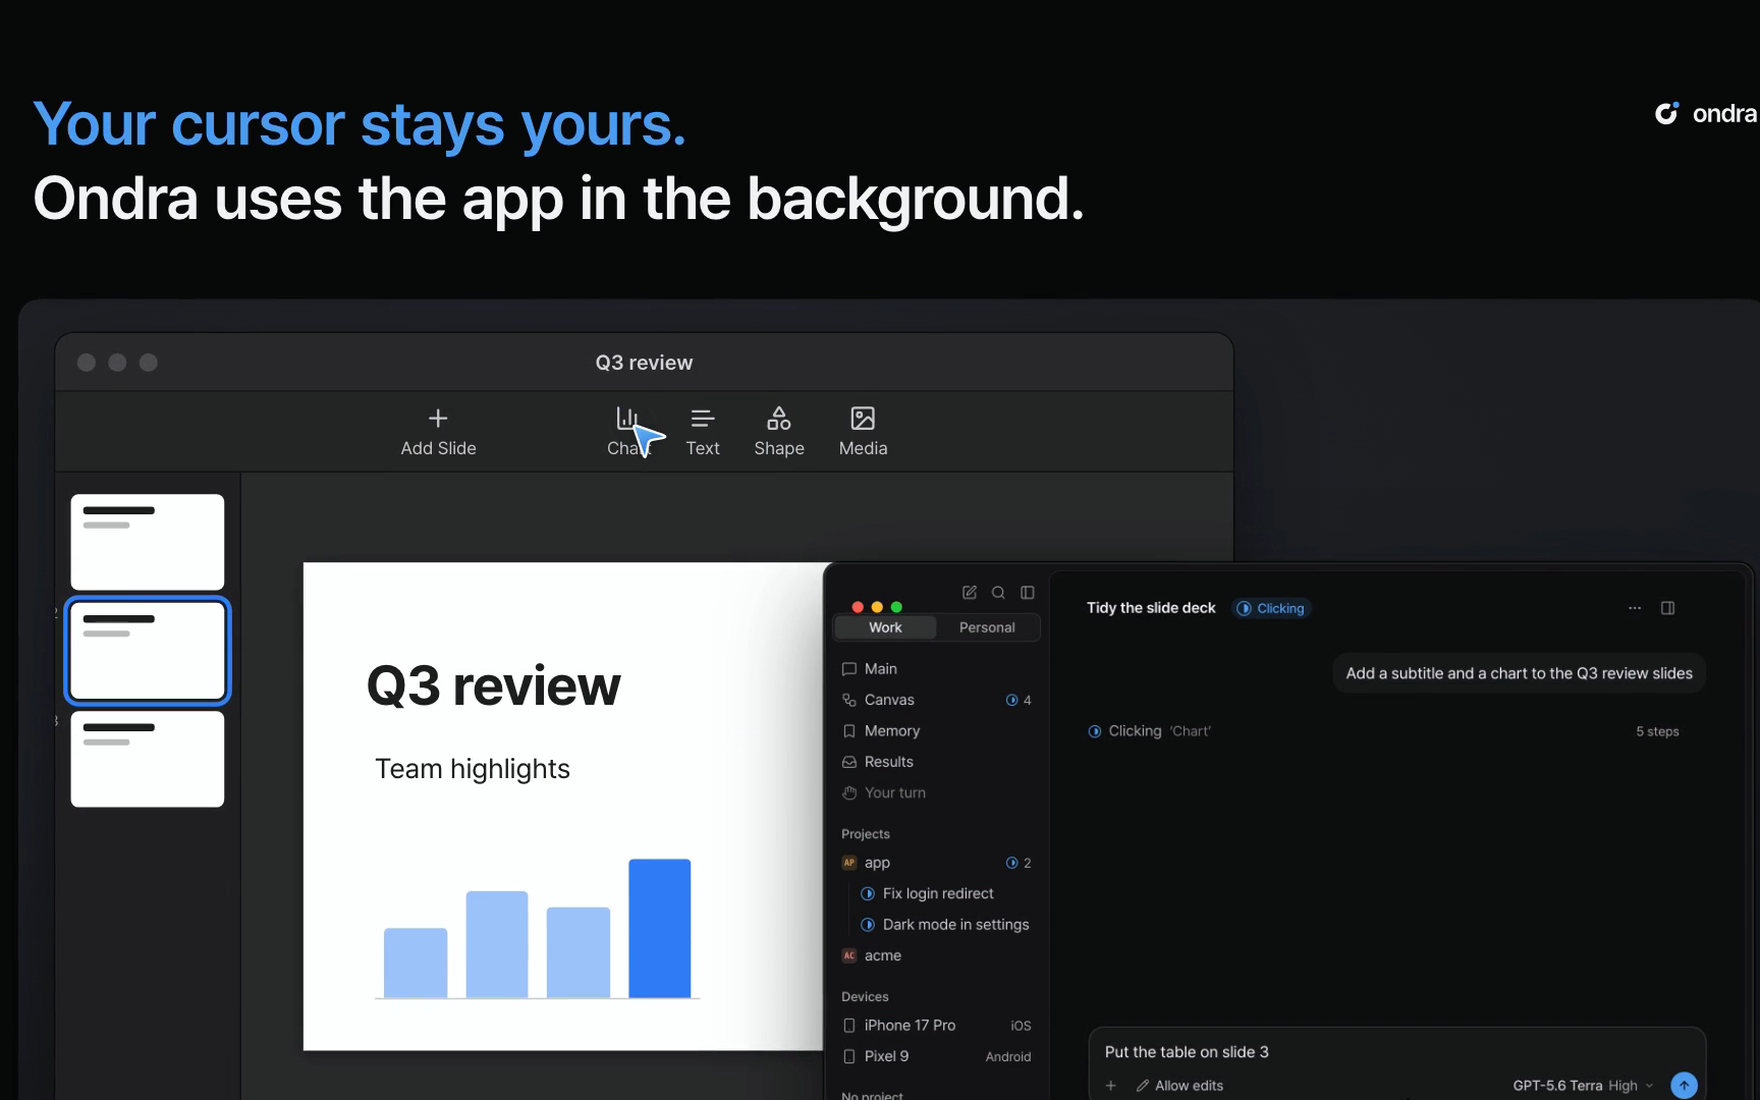 Your cursor stays yours.
Ondra uses the app in the background.
ondra
Q3 review
Add Slide
Chart
Text
Shape
Media
2
3
Q3 review
Team highlights
Work
Personal
Main
Canvas
4
Memory
Results
Your turn
Projects
AP
app
2
Fix login redirect
Dark mode in settings
AC
acme
Devices
iPhone 17 Pro
iOS
Pixel 9
Android
No project
Tidy the slide deck
Clicking
Add a subtitle and a chart to the Q3 review slides
Clicking 'Chart'
5 steps
Put the table on slide 3
Allow edits
GPT-5.6 Terra High